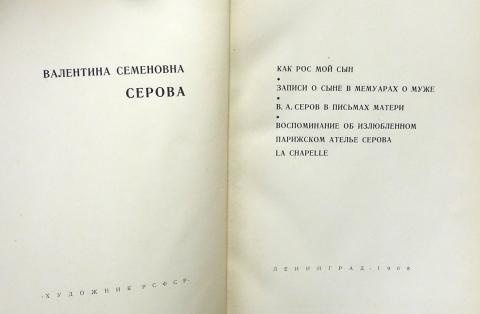 ВАЛЕНТИНА СЕМЕНОВНА
СЕРОВА
·ХУДОЖНИК РСФСР·
КАК РОС МОЙ СЫН
•
ЗАПИСИ О СЫНЕ В МЕМУАРАХ О МУЖЕ
•
В. А. СЕРОВ В ПИСЬМАХ МАТЕРИ
•
ВОСПОМИНАНИЕ ОБ ИЗЛЮБЛЕННОМ
ПАРИЖСКОМ АТЕЛЬЕ СЕРОВА
LA CHAPELLE
ЛЕНИНГРАД · 1968